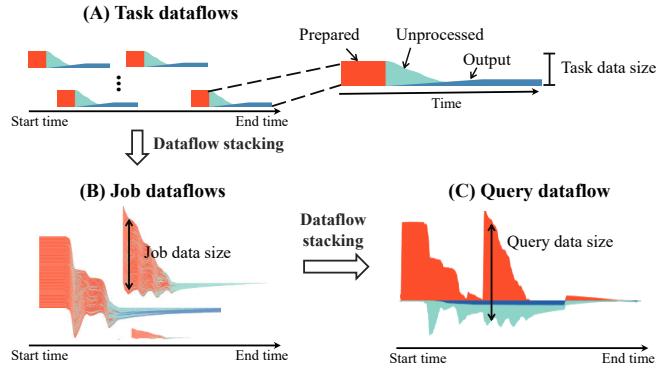 (A) Task dataflows
Prepared
Unprocessed
Output
Task data size
Time
Start time
End time
Dataflow stacking
(B) Job dataflows
Job data size
Start time
End time
Dataflow
stacking
(C) Query dataflow
Query data size
Start time
End time